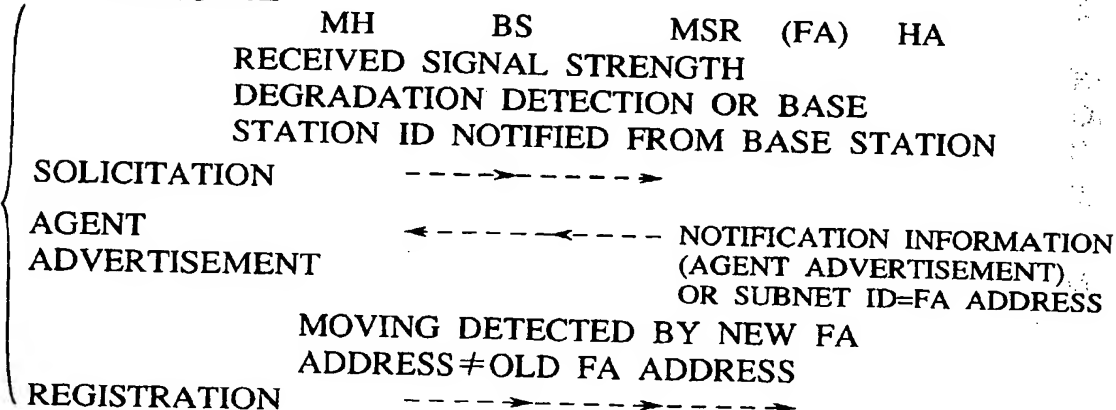 MH BS MSR (FA) HA
RECEIVED SIGNAL STRENGTH
DEGRADATION DETECTION OR BASE
STATION ID NOTIFIED FROM BASE STATION
SOLICITATION
AGENT
ADVERTISEMENT
NOTIFICATION INFORMATION
(AGENT ADVERTISEMENT)
OR SUBNET ID=FA ADDRESS
MOVING DETECTED BY NEW FA
ADDRESS≠OLD FA ADDRESS
REGISTRATION